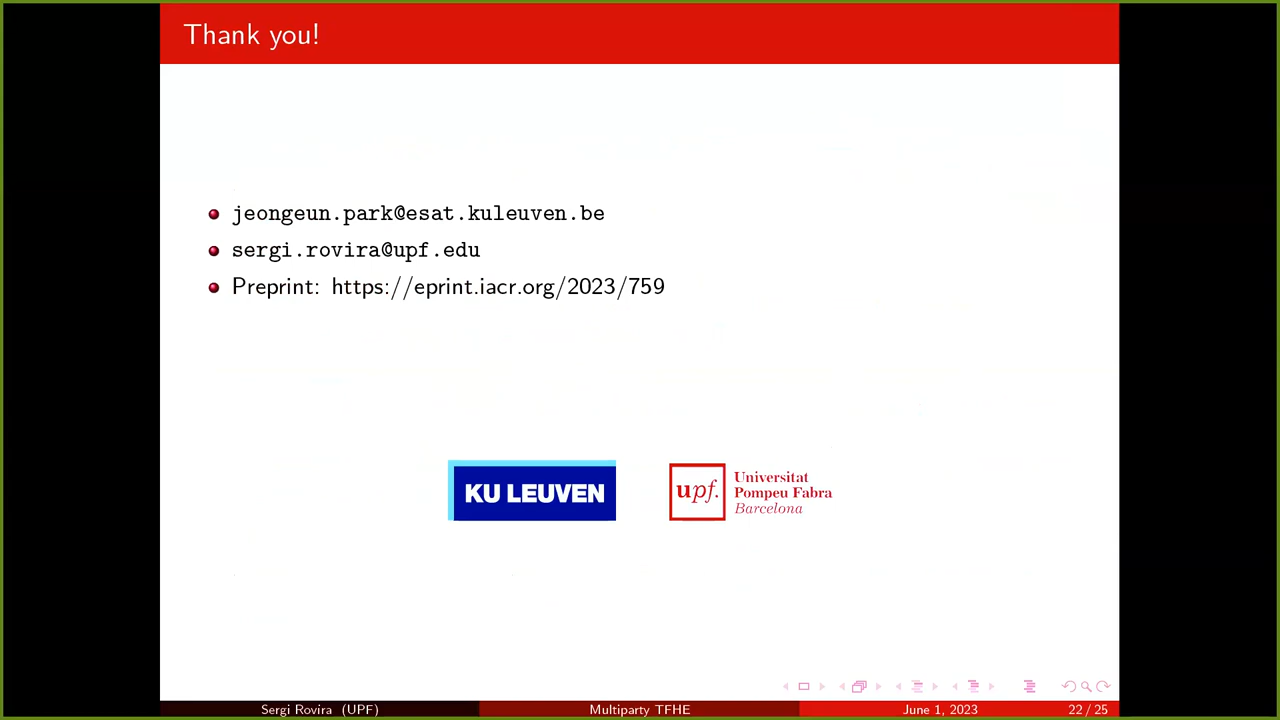 Thank you!
jeongeun.park@esat.kuleuven.be
sergi.rovira@upf.edu
Preprint: https://eprint.iacr.org/2023/759
KU LEUVEN
upf.
Universitat
Pompeu Fabra
Barcelona
Sergi Rovira (UPF)
Multiparty TFHE
June 1, 2023
22 / 25